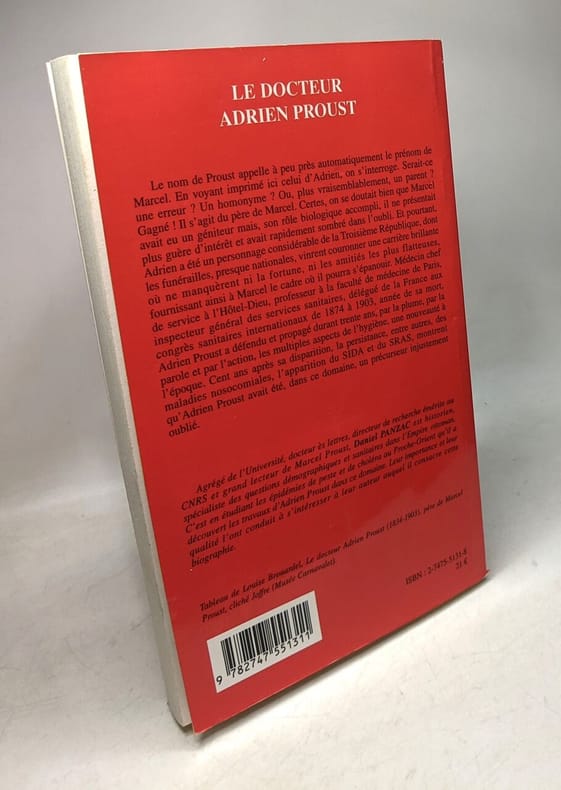 LE DOCTEUR
ADRIEN PROUST
Le nom de Proust appelle à peu près automatiquement le prénom de
Marcel. En voyant imprimé ici celui d'Adrien, on s'interroge. Serait-ce
une erreur ? Un homonyme ? Ou, plus vraisemblablement, un parent ?
Gagné ! Il s'agit du père de Marcel. Certes, on se doutait bien que Marcel
avait eu un géniteur mais, son rôle biologique accompli, il ne présentait
plus guère d'intérêt et avait rapidement sombré dans l'oubli. Et pourtant,
Adrien a été un personnage considérable de la Troisième République, dont
les funérailles, presque nationales, vinrent couronner une carrière brillante
où ne manquèrent ni la fortune, ni les amitiés les plus flatteuses,
fournissant ainsi à Marcel le cadre où il pourra s'épanouir. Médecin chef
de service à l'Hôtel-Dieu, professeur à la faculté de médecine de Paris,
inspecteur général des services sanitaires, délégué de la France aux
congrès sanitaires internationaux de 1874 à 1903, année de sa mort,
Adrien Proust a défendu et propagé durant trente ans, par la plume, par la
parole et par l'action, les multiples aspects de l'hygiène, une nouveauté à
l'époque. Cent ans après sa disparition, la persistance, entre autres, des
maladies nosocomiales, l'apparition du SIDA et du SRAS, montrent
qu'Adrien Proust avait été, dans ce domaine, un précurseur injustement
oublié.
Agrégé de l'Université, docteur ès lettres, directeur de recherche émérite au
CNRS et grand lecteur de Marcel Proust, Daniel PANZAC est historien,
spécialiste des questions démographiques et sanitaires dans l'Empire ottoman.
C'est en étudiant les épidémies de peste et de choléra au Proche-Orient qu'il a
découvert les travaux d'Adrien Proust dans ce domaine. Leur importance et leur
qualité l'ont conduit à s'intéresser à leur auteur auquel il consacre cette
biographie.
Tableau de Louise Brouardel, Le docteur Adrien Proust (1834-1903), père de Marcel
Proust, cliché Joffre (Musée Carnavalet).
ISBN : 2-7475-5131-8
21 €
9 782747 551311